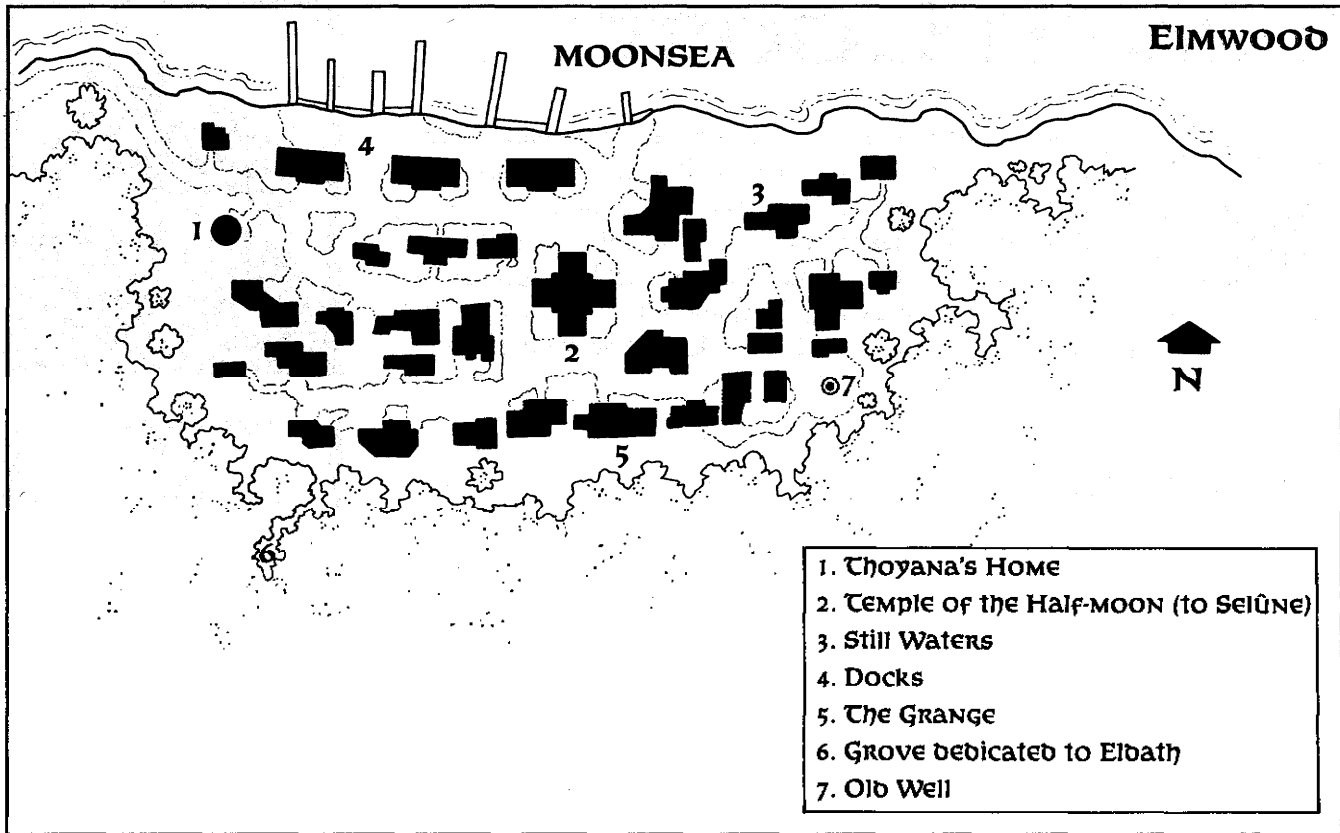 Elmwood
MOONSEA
4
3
1
2
7
N
5
6
1. Thoyana's Home
2. Temple of the Half-Moon (to Selûne)
3. Still Waters
4. Docks
5. The Grange
6. Grove dedicated to Eldath
7. Old Well